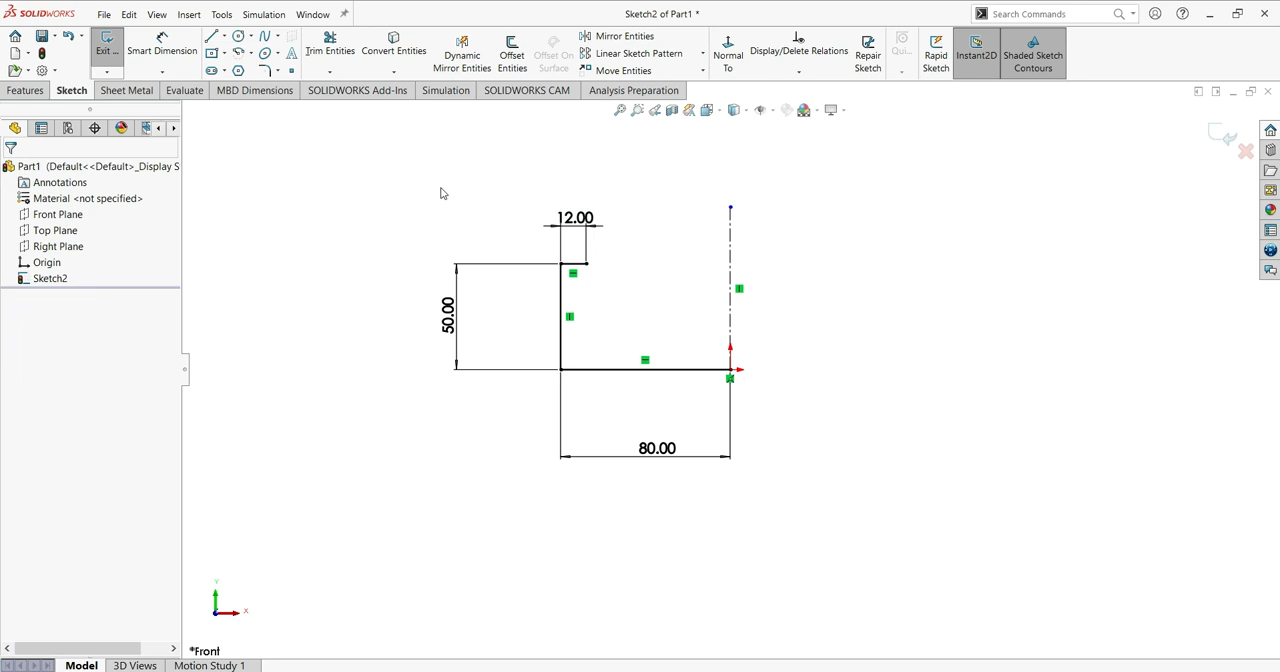 SOLIDWORKS File Edit View Insert Tools Simulation Window Sketch2 of Part1 * Search Commands
Exit ... Smart Dimension Trim Entities Convert Entities Dynamic Mirror Entities Offset Entities Offset On Surface Mirror Entities Linear Sketch Pattern Move Entities Normal To Display/Delete Relations Repair Sketch Qui... Rapid Sketch Instant2D Shaded Sketch Contours
Features Sketch Sheet Metal Evaluate MBD Dimensions SOLIDWORKS Add-Ins Simulation SOLIDWORKS CAM Analysis Preparation
Part1 (Default<<Default>_Display S
Annotations
Material <not specified>
Front Plane
Top Plane
Right Plane
Origin
Sketch2
12.00
50.00
80.00
Y
X
*Front
Model 3D Views Motion Study 1